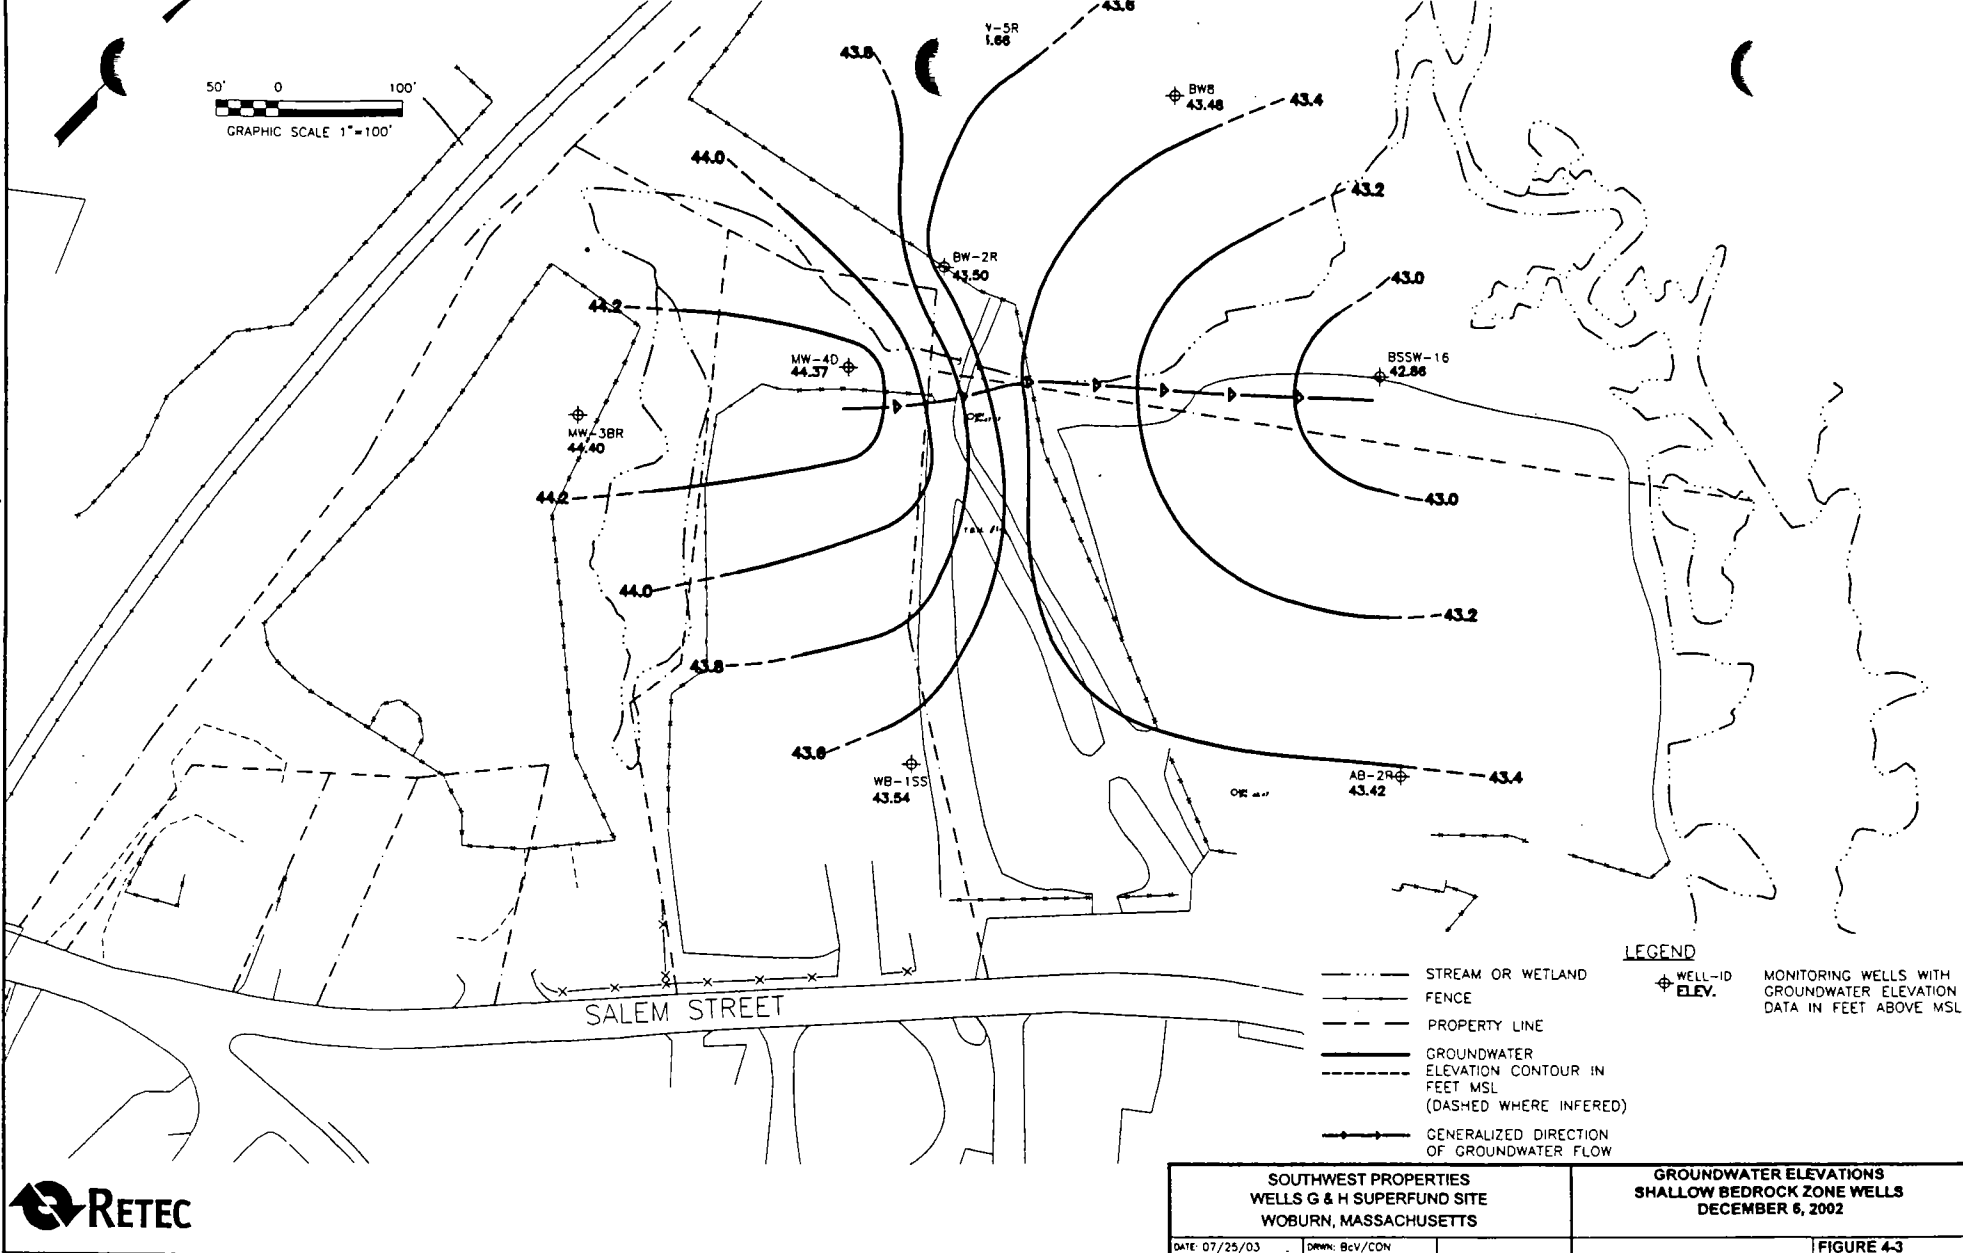 43.6
43.8
BW8
43.48
43.4
50' 0 100'
GRAPHIC SCALE 1"=100'
44.0
43.2
BW-2R
43.50
43.0
44.2
MW-4D
44.37
BSSW-16
42.86
MW-3BR
44.40
44.2
43.0
44.0
43.2
43.8
43.6
WB-1SS
43.54
AB-2R
43.42
43.4
SALEM STREET
LEGEND
STREAM OR WETLAND
FENCE
PROPERTY LINE
GROUNDWATER
ELEVATION CONTOUR IN
FEET MSL
(DASHED WHERE INFERED)
GENERALIZED DIRECTION
OF GROUNDWATER FLOW
WELL-ID
ELEV.
MONITORING WELLS WITH
GROUNDWATER ELEVATION
DATA IN FEET ABOVE MSL
RETEC
SOUTHWEST PROPERTIES
WELLS G & H SUPERFUND SITE
WOBURN, MASSACHUSETTS
GROUNDWATER ELEVATIONS
SHALLOW BEDROCK ZONE WELLS
DECEMBER 6, 2002
DATE: 07/25/03
DRWN: BCV/CON
FIGURE 4-3